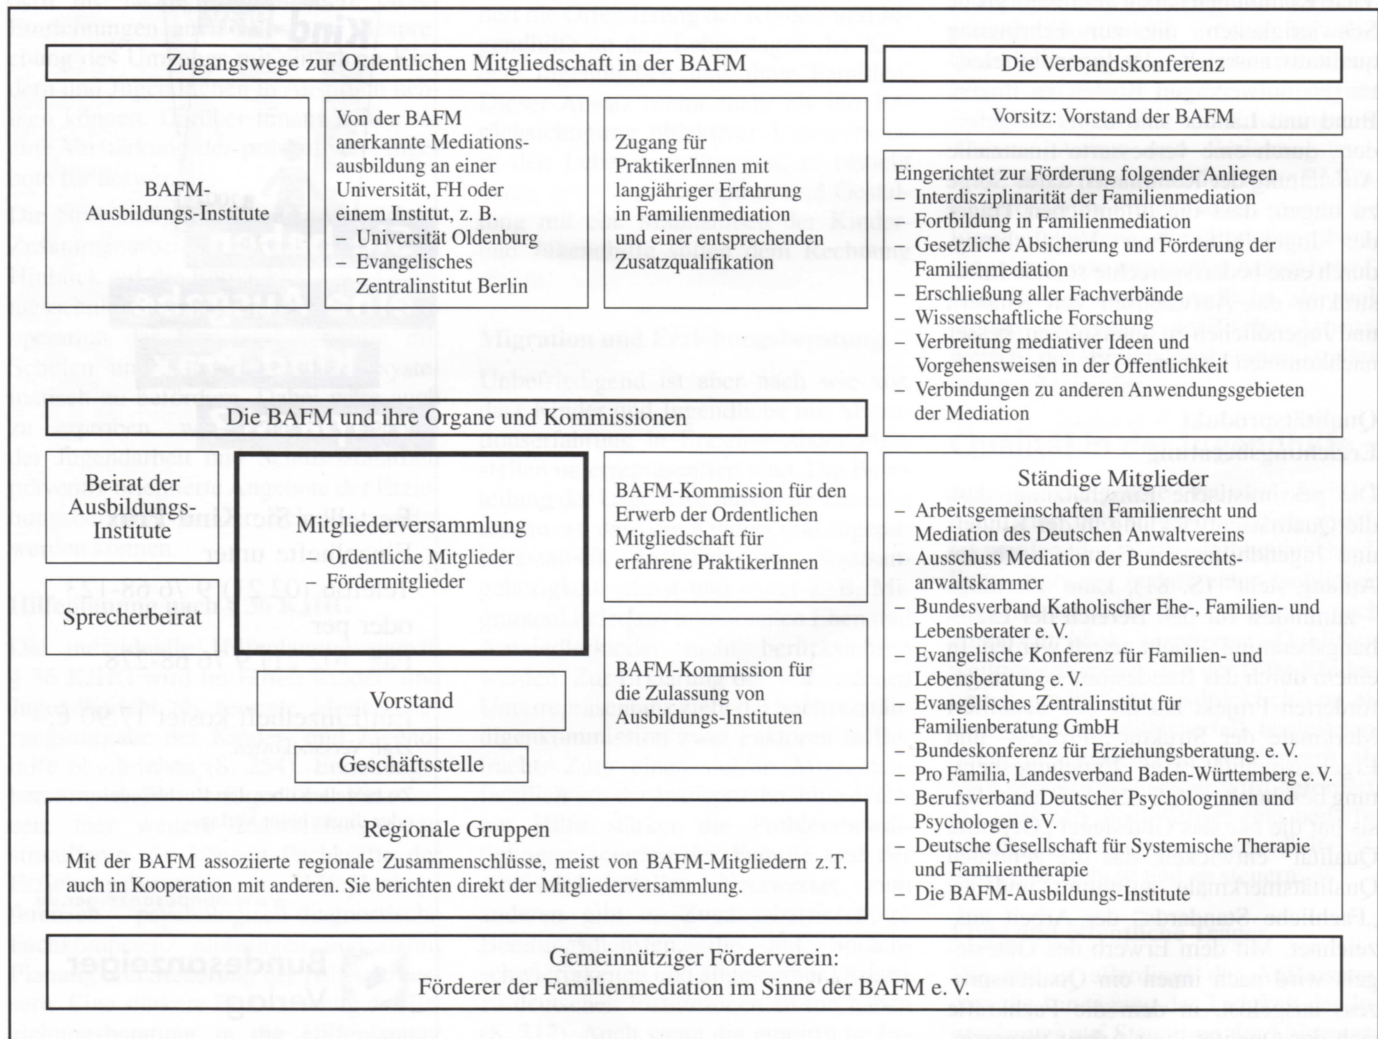 Zugangswege zur Ordentlichen Mitgliedschaft in der BAFM
BAFM-
Ausbildungs-Institute
Von der BAFM
anerkannte Mediations-
ausbildung an einer
Universität, FH oder
einem Institut, z. B.
– Universität Oldenburg
– Evangelisches
Zentralinstitut Berlin
Zugang für
PraktikerInnen mit
langjähriger Erfahrung
in Familienmediation
und einer entsprechenden
Zusatzqualifikation
Die BAFM und ihre Organe und Kommissionen
Beirat der
Ausbildungs-
Institute
Sprecherbeirat
Mitgliederversammlung
– Ordentliche Mitglieder
– Fördermitglieder
Vorstand
Geschäftsstelle
BAFM-Kommission für den
Erwerb der Ordentlichen
Mitgliedschaft für
erfahrene PraktikerInnen
BAFM-Kommission für
die Zulassung von
Ausbildungs-Instituten
Regionale Gruppen
Mit der BAFM assoziierte regionale Zusammenschlüsse, meist von BAFM-Mitgliedern z. T.
auch in Kooperation mit anderen. Sie berichten direkt der Mitgliederversammlung.
Die Verbandskonferenz
Vorsitz: Vorstand der BAFM
Eingerichtet zur Förderung folgender Anliegen
– Interdisziplinarität der Familienmediation
– Fortbildung in Familienmediation
– Gesetzliche Absicherung und Förderung der
Familienmediation
– Erschließung aller Fachverbände
– Wissenschaftliche Forschung
– Verbreitung mediativer Ideen und
Vorgehensweisen in der Öffentlichkeit
– Verbindungen zu anderen Anwendungsgebieten
der Mediation
Ständige Mitglieder
– Arbeitsgemeinschaften Familienrecht und
Mediation des Deutschen Anwaltvereins
– Ausschuss Mediation der Bundesrechts-
anwaltskammer
– Bundesverband Katholischer Ehe-, Familien- und
Lebensberater e. V.
– Evangelische Konferenz für Familien- und
Lebensberatung e. V.
– Evangelisches Zentralinstitut für
Familienberatung GmbH
– Bundeskonferenz für Erziehungsberatung. e. V.
– Pro Familia, Landesverband Baden-Württemberg e. V.
– Berufsverband Deutscher Psychologinnen und
Psychologen e. V.
– Deutsche Gesellschaft für Systemische Therapie
und Familientherapie
– Die BAFM-Ausbildungs-Institute
Gemeinnütziger Förderverein:
Förderer der Familienmediation im Sinne der BAFM e. V.